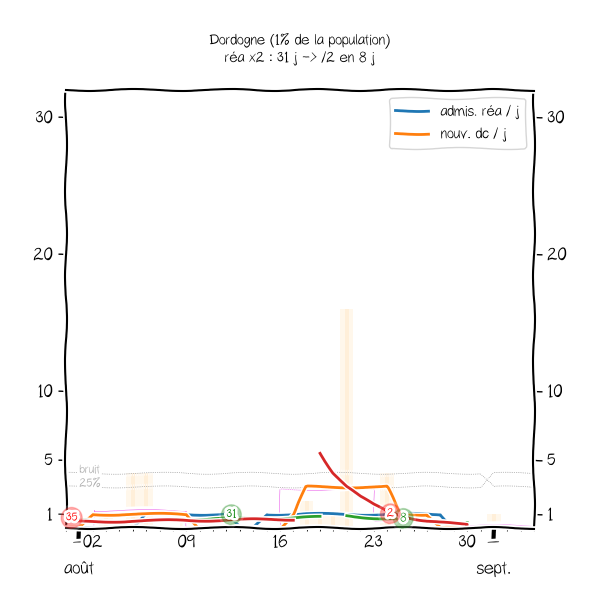 Dordogne (1% de la population)
réa x2 : 31 j -> /2 en 8 j
admis. réa / j
nouv. dc / j
30 30
20 20
10 10
5 5
bruit
25%
1 1
35 31 2 8
02 09 16 23 30
août sept.